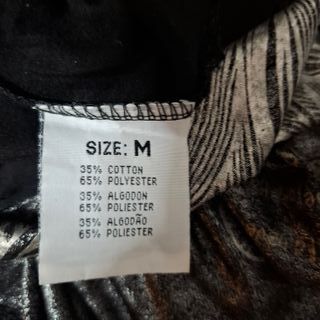 SIZE: M
35% COTTON
65% POLYESTER
35% ALGODON
65% POLIESTER
35% ALGODÃO
65% POLIESTER